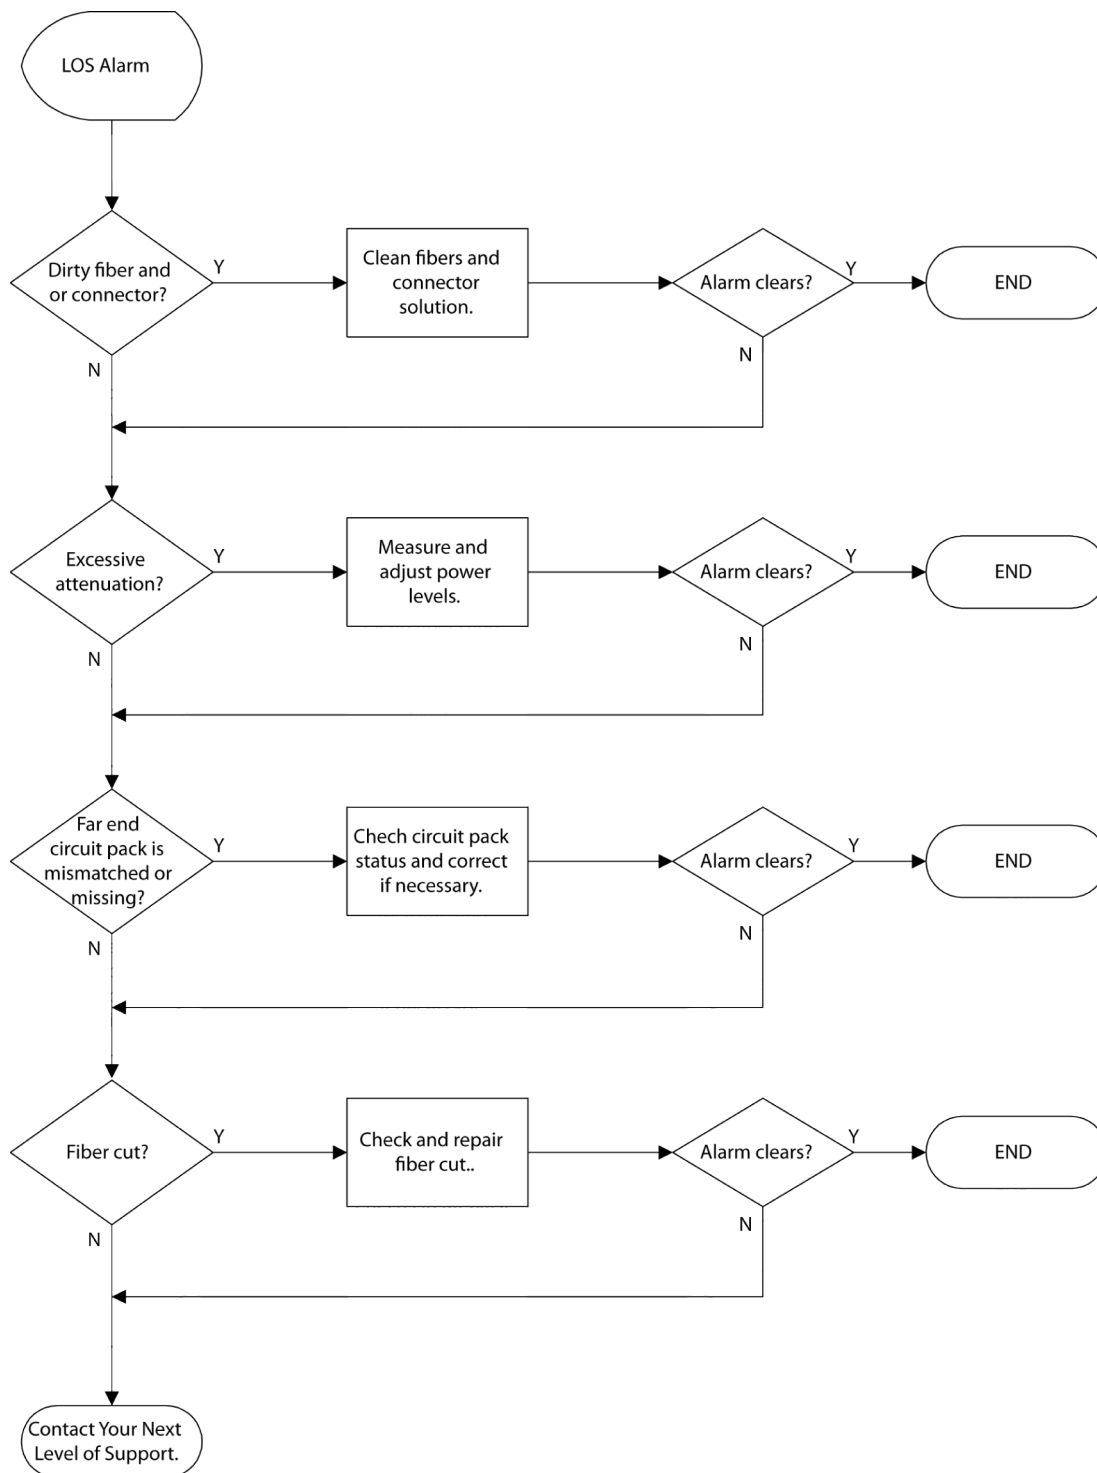 LOS Alarm
Dirty fiber and
or connector?
Y
Clean fibers and
connector
solution.
Alarm clears?
Y
END
N
N
Excessive
attenuation?
Y
Measure and
adjust power
levels.
Alarm clears?
Y
END
N
N
Far end
circuit pack is
mismatched or
missing?
Y
Chech circuit pack
status and correct
if necessary.
Alarm clears?
Y
END
N
N
Fiber cut?
Y
Check and repair
fiber cut..
Alarm clears?
Y
END
N
N
Contact Your Next
Level of Support.